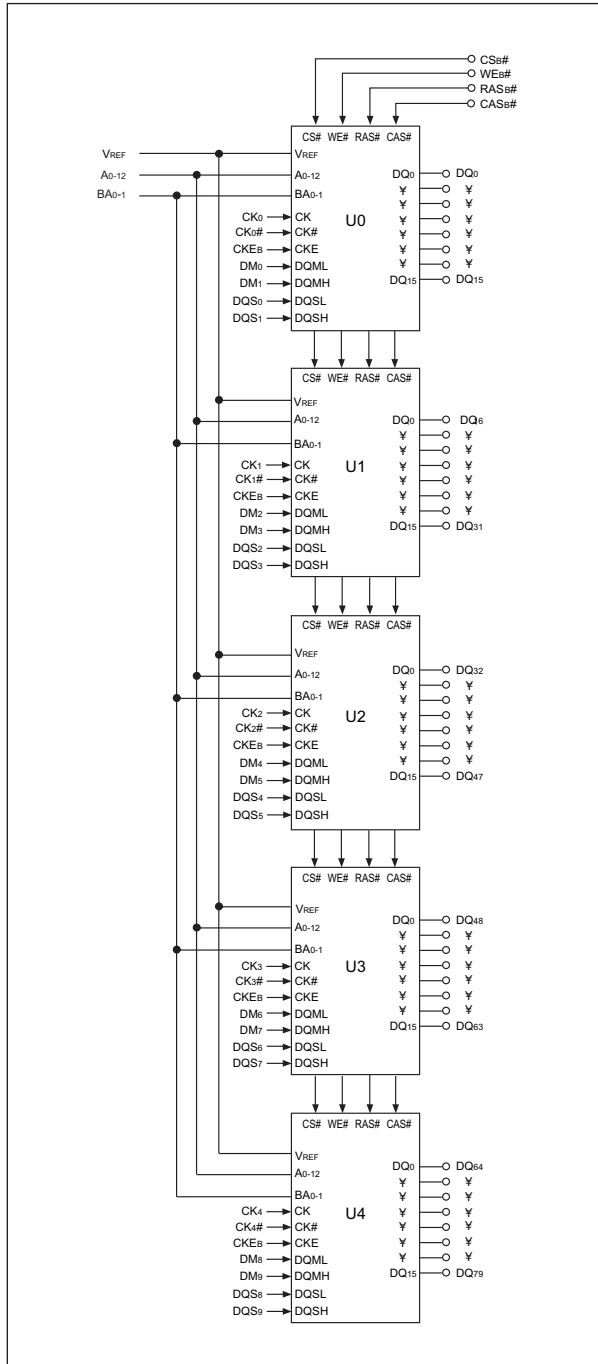 CSB#
WEB#
RASB#
CASB#
CS# WE# RAS# CAS#
VREF VREF
A0-12 A0-12 DQ0 DQ0
BA0-1 BA0-1 ¥ ¥
¥ ¥
CK0 CK U0 ¥ ¥
CK0# CK# ¥ ¥
CKEB CKE ¥ ¥
DM0 DQML ¥ ¥
DM1 DQMH DQ15 DQ15
DQS0 DQSL
DQS1 DQSH
CS# WE# RAS# CAS#
VREF
A0-12 DQ0 DQ16
¥ ¥
BA0-1 ¥ ¥
CK1 CK U1 ¥ ¥
CK1# CK# ¥ ¥
CKEB CKE ¥ ¥
DM2 DQML ¥ ¥
DM3 DQMH DQ15 DQ31
DQS2 DQSL
DQS3 DQSH
CS# WE# RAS# CAS#
VREF
A0-12 DQ0 DQ32
¥ ¥
BA0-1 ¥ ¥
CK2 CK U2 ¥ ¥
CK2# CK# ¥ ¥
CKEB CKE ¥ ¥
DM4 DQML ¥ ¥
DM5 DQMH DQ15 DQ47
DQS4 DQSL
DQS5 DQSH
CS# WE# RAS# CAS#
VREF
A0-12 DQ0 DQ48
¥ ¥
BA0-1 ¥ ¥
CK3 CK U3 ¥ ¥
CK3# CK# ¥ ¥
CKEB CKE ¥ ¥
DM6 DQML ¥ ¥
DM7 DQMH DQ15 DQ63
DQS6 DQSL
DQS7 DQSH
CS# WE# RAS# CAS#
VREF
A0-12 DQ0 DQ64
¥ ¥
BA0-1 ¥ ¥
CK4 CK U4 ¥ ¥
CK4# CK# ¥ ¥
CKEB CKE ¥ ¥
DM8 DQML ¥ ¥
DM9 DQMH DQ15 DQ79
DQS8 DQSL
DQS9 DQSH